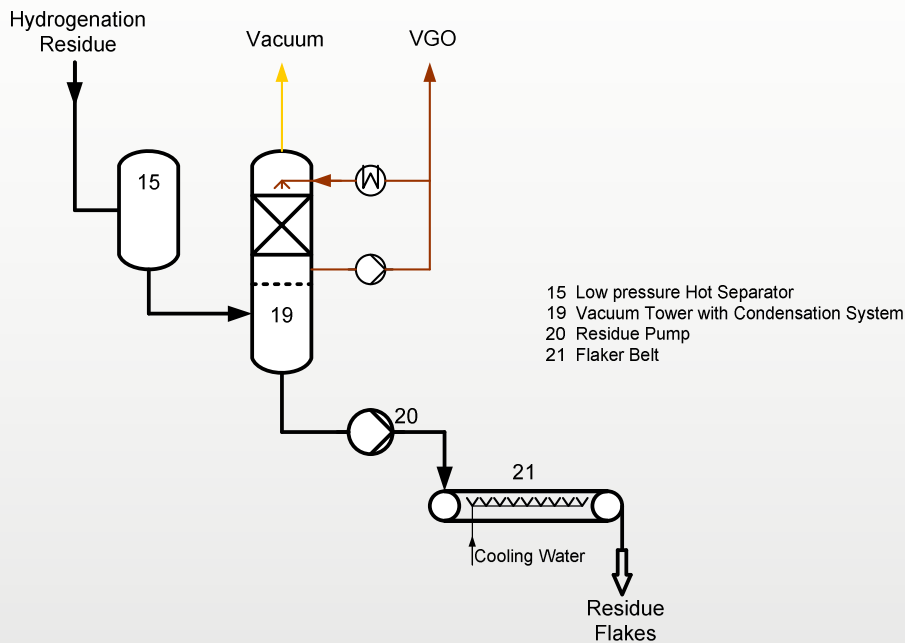 Hydrogenation
Residue
Vacuum
VGO
15
19
15 Low pressure Hot Separator
19 Vacuum Tower with Condensation System
20 Residue Pump
21 Flaker Belt
20
21
Cooling Water
Residue
Flakes